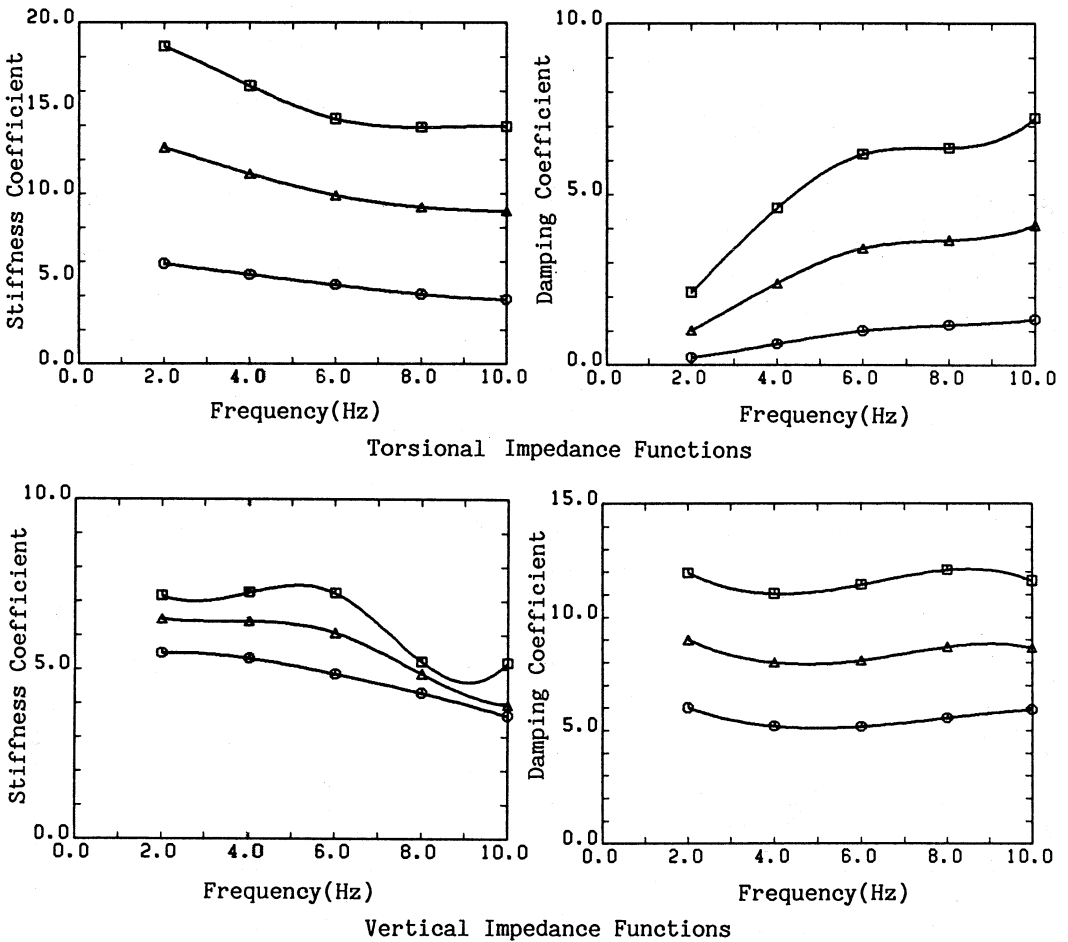 20.0
15.0
10.0
5.0
0.0
Stiffness Coefficient
0.0 2.0 4.0 6.0 8.0 10.0
Frequency(Hz)
10.0
5.0
0.0
Damping Coefficient
0.0 2.0 4.0 6.0 8.0 10.0
Frequency(Hz)
Torsional Impedance Functions
10.0
5.0
0.0
Stiffness Coefficient
0.0 2.0 4.0 6.0 8.0 10.0
Frequency(Hz)
15.0
10.0
5.0
0.0
Damping Coefficient
0.0 2.0 4.0 6.0 8.0 10.0
Frequency(Hz)
Vertical Impedance Functions